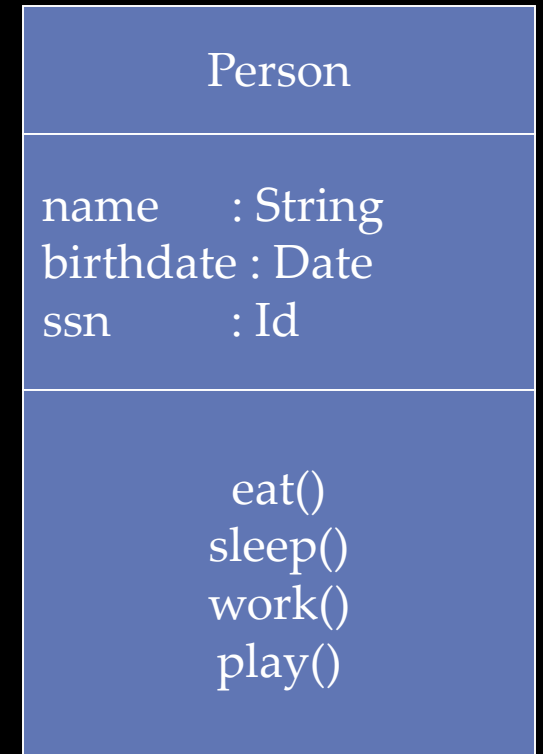 Person
name : String
birthdate : Date
ssn : Id
eat()
sleep()
work()
play()